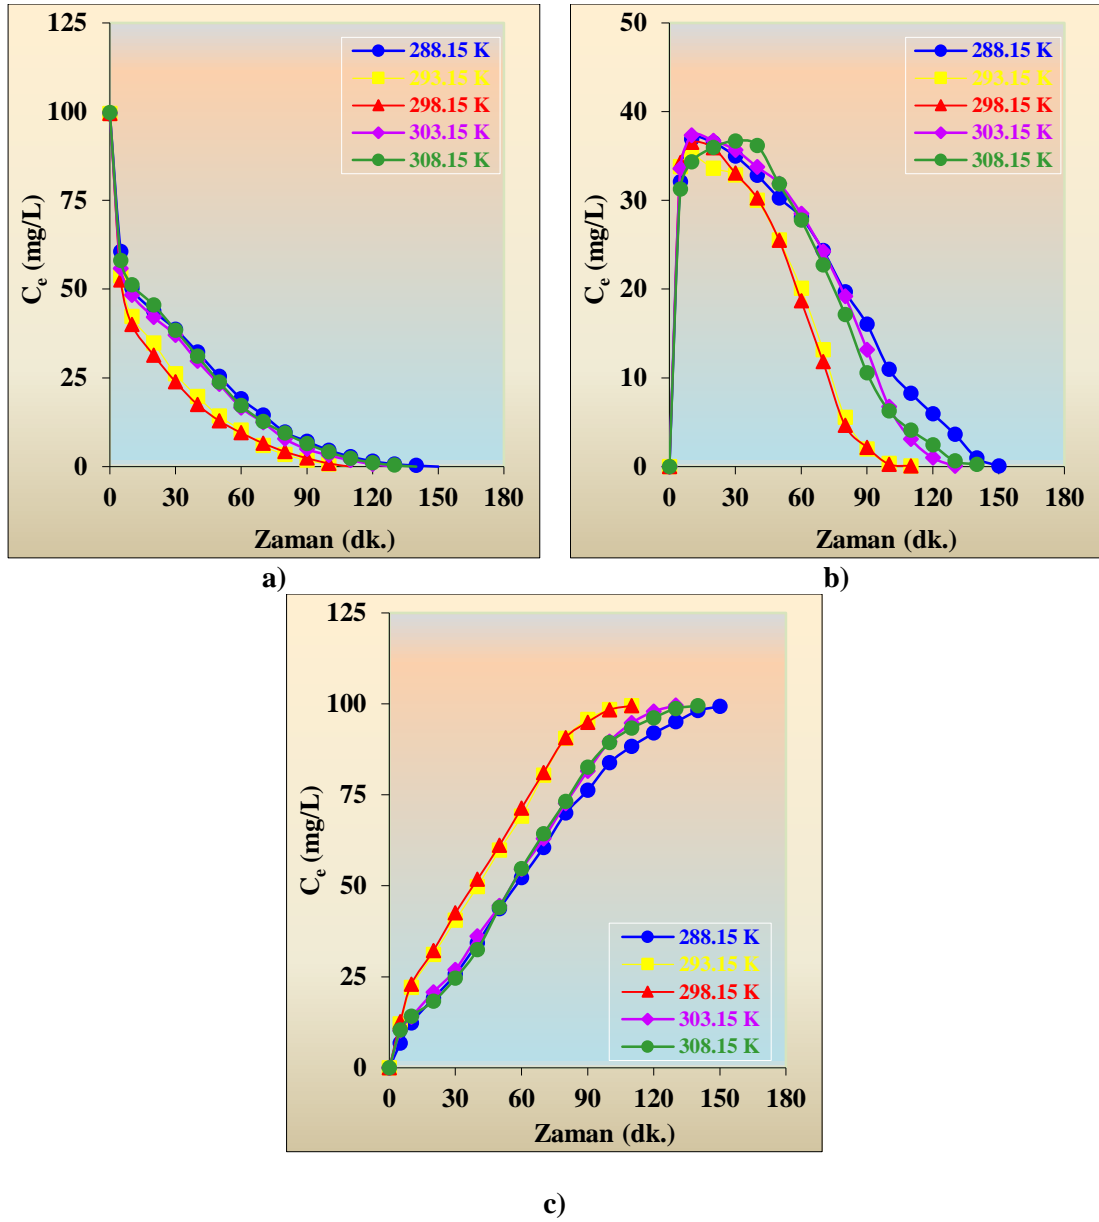 125
100
75
50
25
0
C_e (mg/L)
288.15 K
293.15 K
298.15 K
303.15 K
308.15 K
0 30 60 90 120 150 180
Zaman (dk.)
a)
50
40
30
20
10
0
C_e (mg/L)
288.15 K
293.15 K
298.15 K
303.15 K
308.15 K
0 30 60 90 120 150 180
Zaman (dk.)
b)
125
100
75
50
25
0
C_e (mg/L)
288.15 K
293.15 K
298.15 K
303.15 K
308.15 K
0 30 60 90 120 150 180
Zaman (dk.)
c)